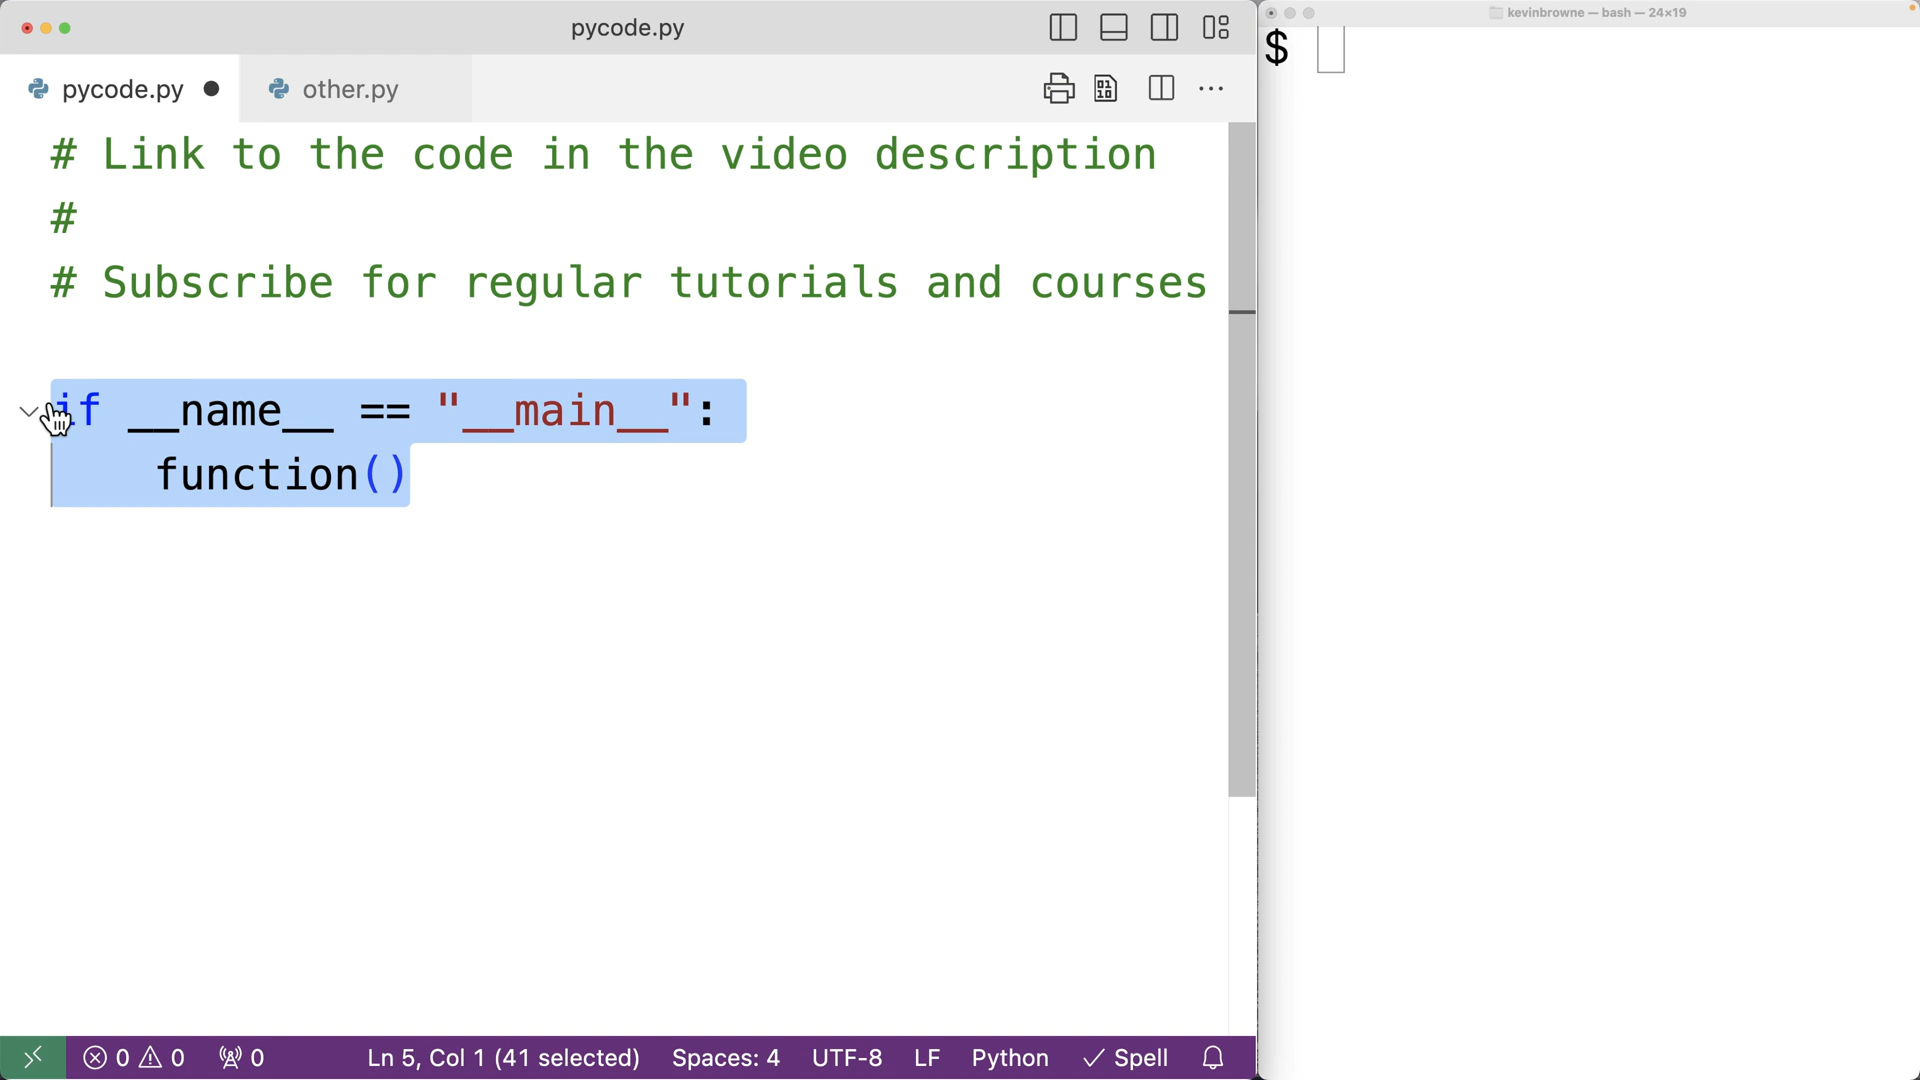 pycode.py
kevinbrowne — bash — 24×19
pycode.py
other.py
$
# Link to the code in the video description
#
# Subscribe for regular tutorials and courses
if __name__ == "__main__":
function()
0 0 0 Ln 5, Col 1 (41 selected) Spaces: 4 UTF-8 LF Python Spell